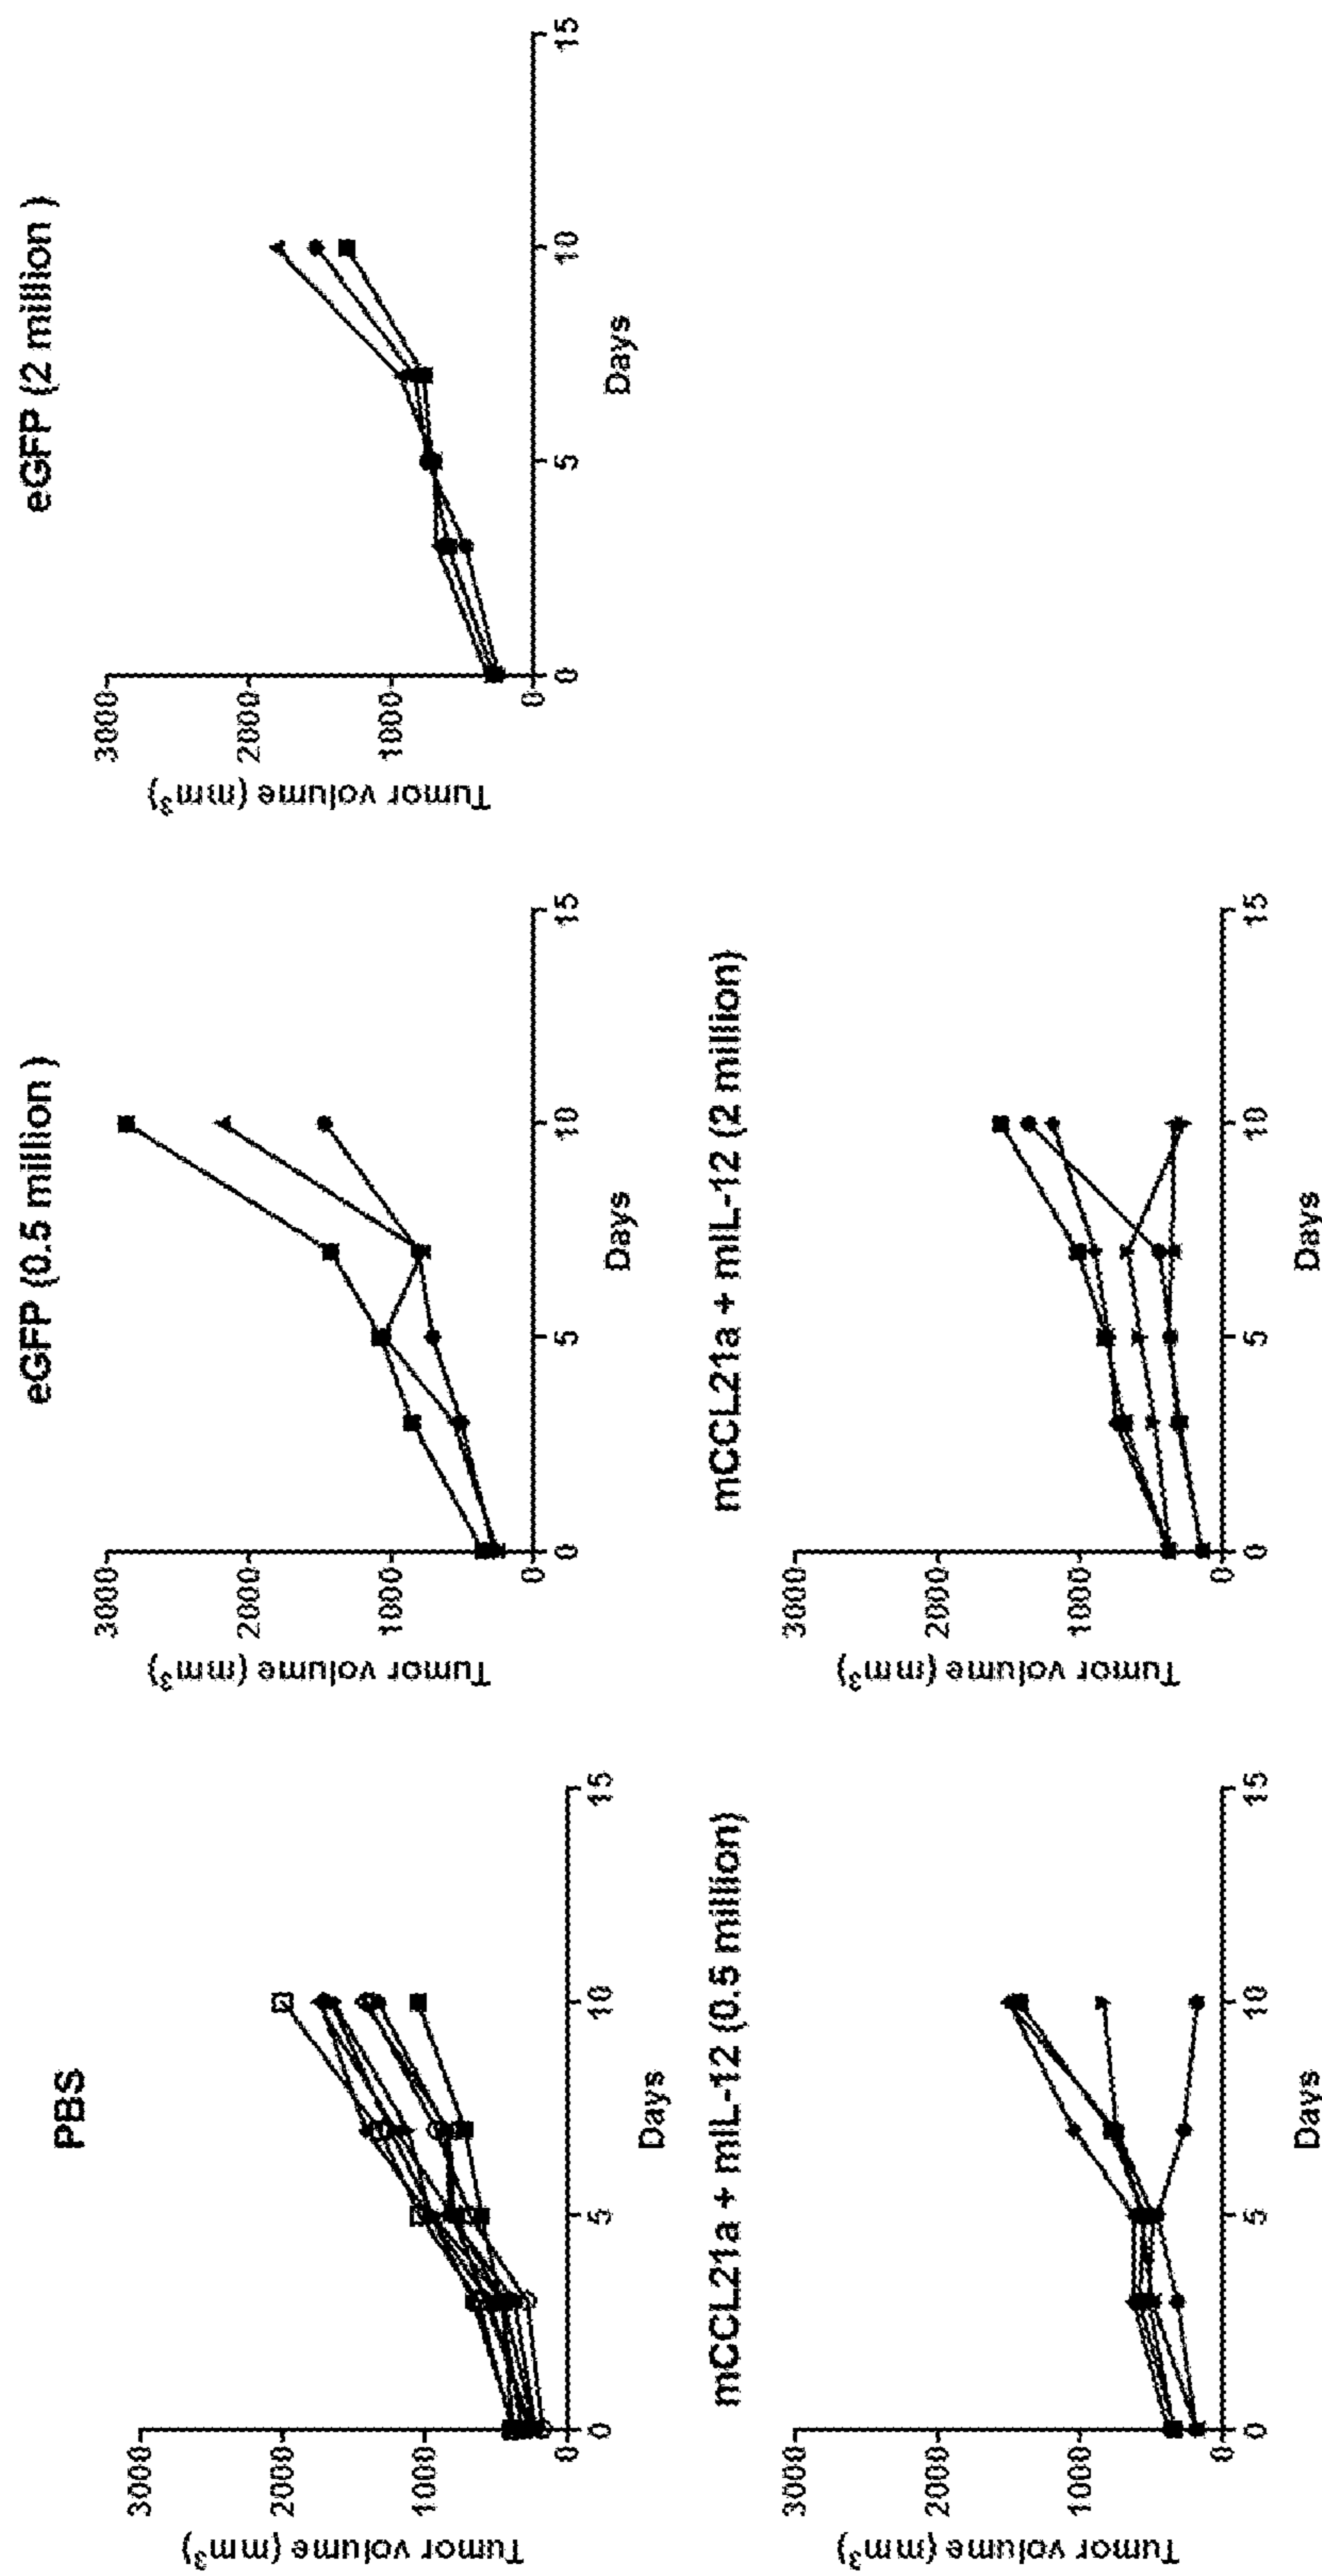 PBS
Tumor volume (mm³)
3000
2000
1000
0
0
5
10
15
Days
eGFP (0.5 million )
Tumor volume (mm³)
3000
2000
1000
0
0
5
10
15
Days
eGFP (2 million )
Tumor volume (mm³)
3000
2000
1000
0
0
5
10
15
Days
mCCL21a + mIL-12 (0.5 million)
Tumor volume (mm³)
3000
2000
1000
0
0
5
10
15
Days
mCCL21a + mIL-12 (2 million)
Tumor volume (mm³)
3000
2000
1000
0
0
5
10
15
Days